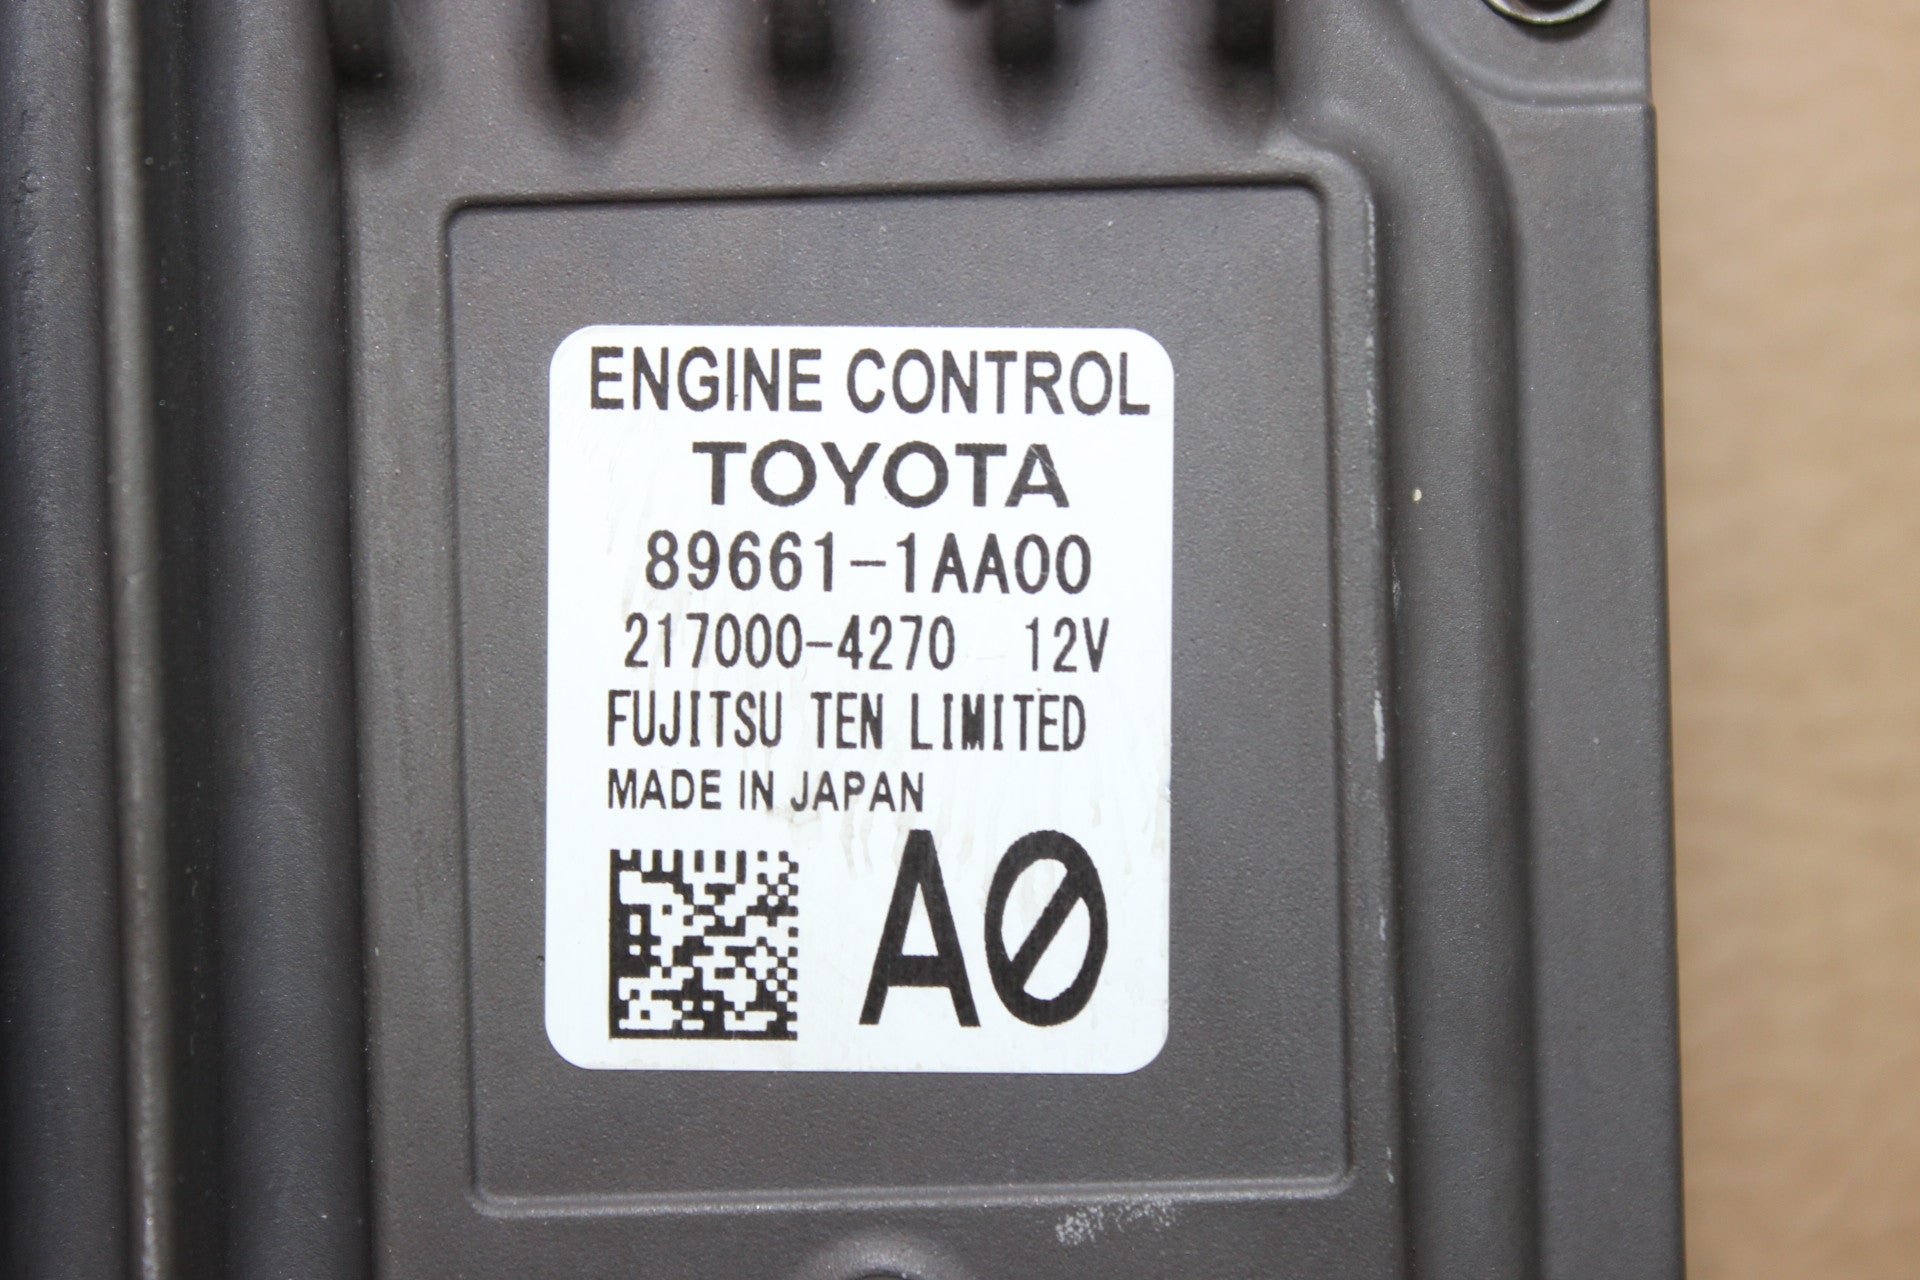 ENGINE CONTROL
TOYOTA
89661-1AA00
217000-4270 12V
FUJITSU TEN LIMITED
MADE IN JAPAN
A0